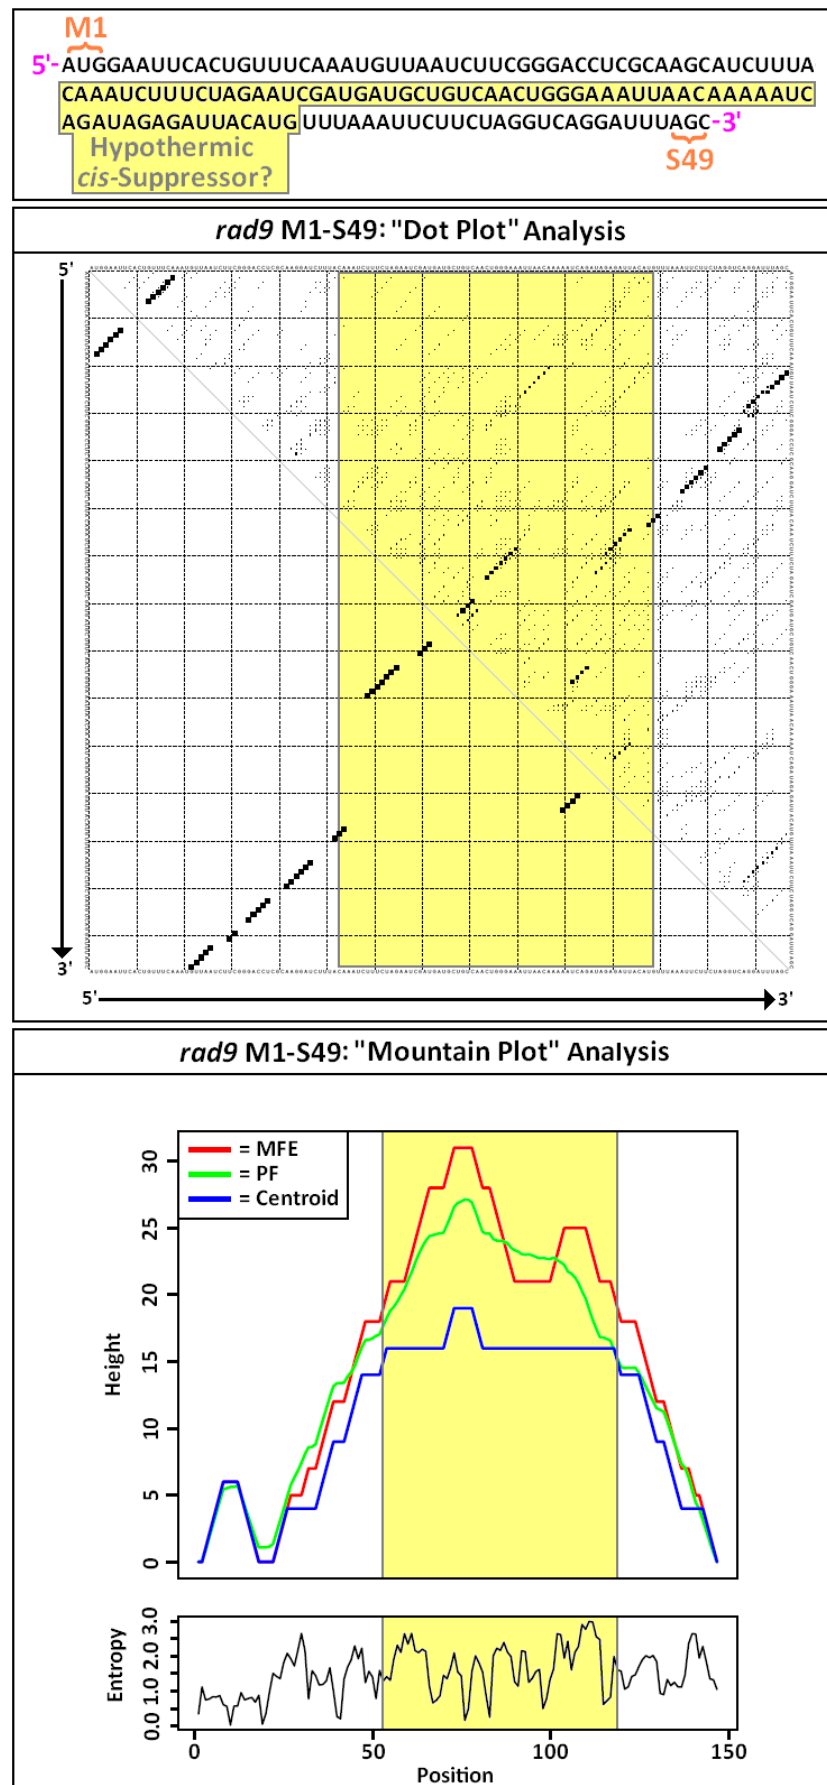 M1
5'-AUGGAAUUCACUGUUUCAAAUGUUAAUCUUCGGGACCUCGCAAGCAUCUUUA
CAAAUCUUUCUAGAAUCGAUGAUGCUGUCAACUGGGAAAUUAACAAAAAUC
AGAUAGAGAUUACAUGUUUAAAUUCUUCUAGGUCAGGAUUUAGC-3'
Hypothermic
cis-Suppressor?
S49
rad9 M1-S49: "Dot Plot" Analysis
5'
3'
5'
3'
rad9 M1-S49: "Mountain Plot" Analysis
= MFE
= PF
= Centroid
Height
30
25
20
15
10
5
0
Entropy
3.0
2.0
1.0
0.0
0
50
100
150
Position